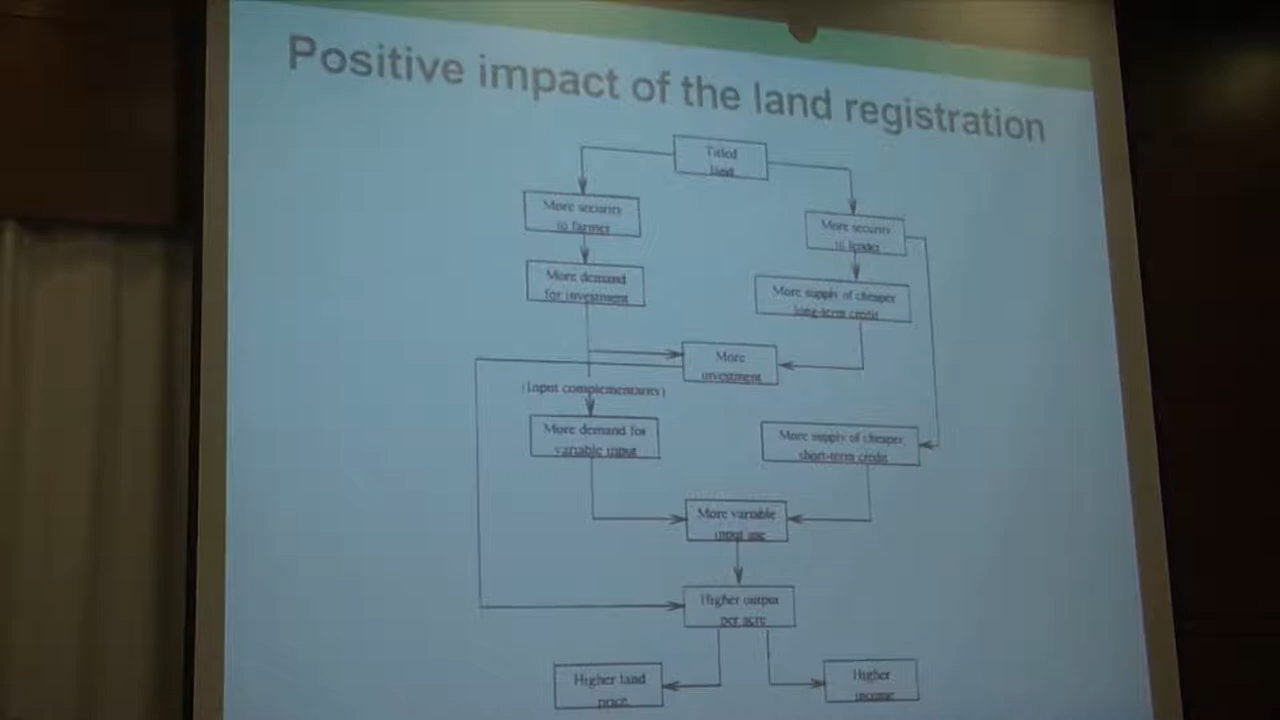 Positive impact of the land registration
Titled
land
More security
to farmer
More security
to lender
More demand
for investment
More supply of cheaper
long-term credit
More
investment
(Input complementarity)
More demand for
variable input
More supply of cheaper
short-term credit
More variable
input use
Higher output
per acre
Higher land
price
Higher
income